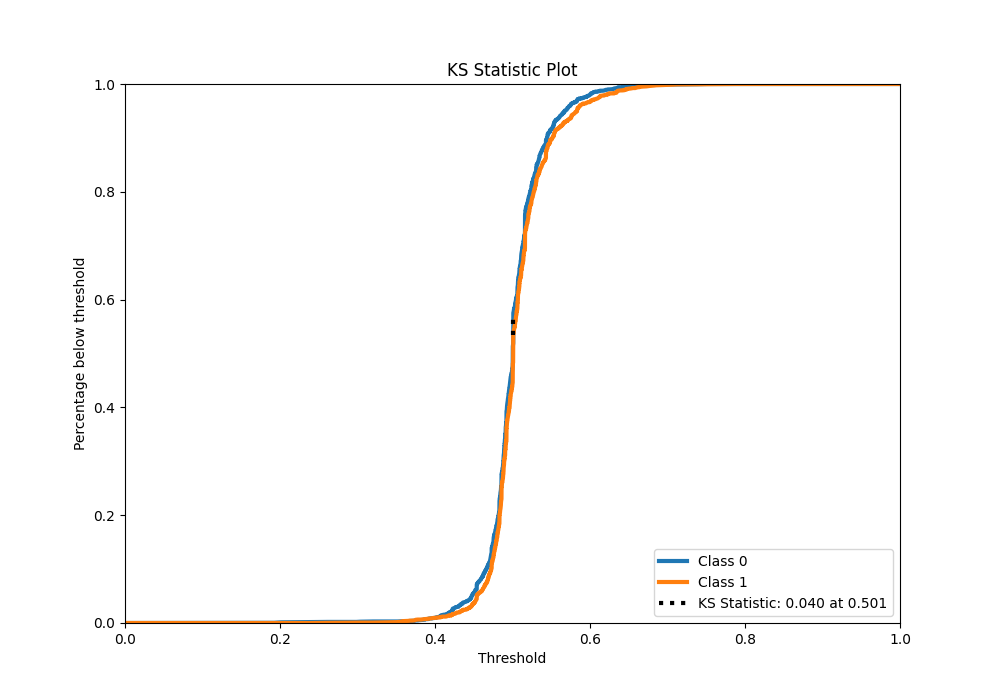 KS Statistic Plot
1.0
0.8
0.6
0.4
0.2
0.0
Percentage below threshold
0.0 0.2 0.4 0.6 0.8 1.0
Threshold
Class 0
Class 1
KS Statistic: 0.040 at 0.501